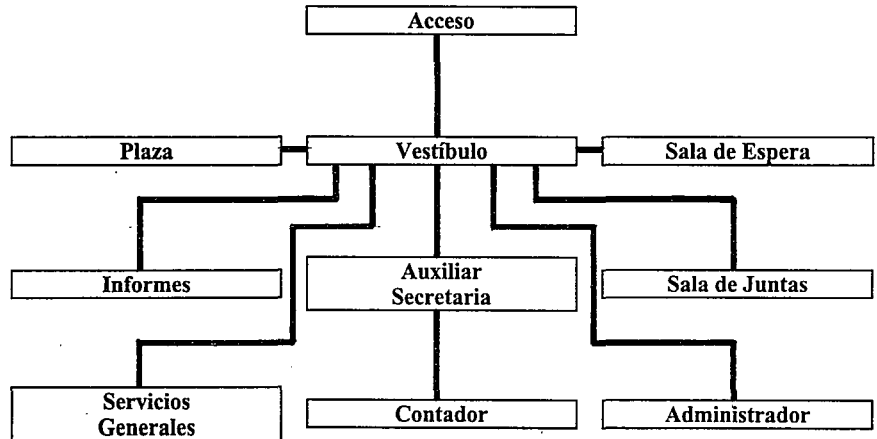 Acceso
Plaza
Vestíbulo
Sala de Espera
Informes
Auxiliar
Secretaria
Sala de Juntas
Servicios
Generales
Contador
Administrador